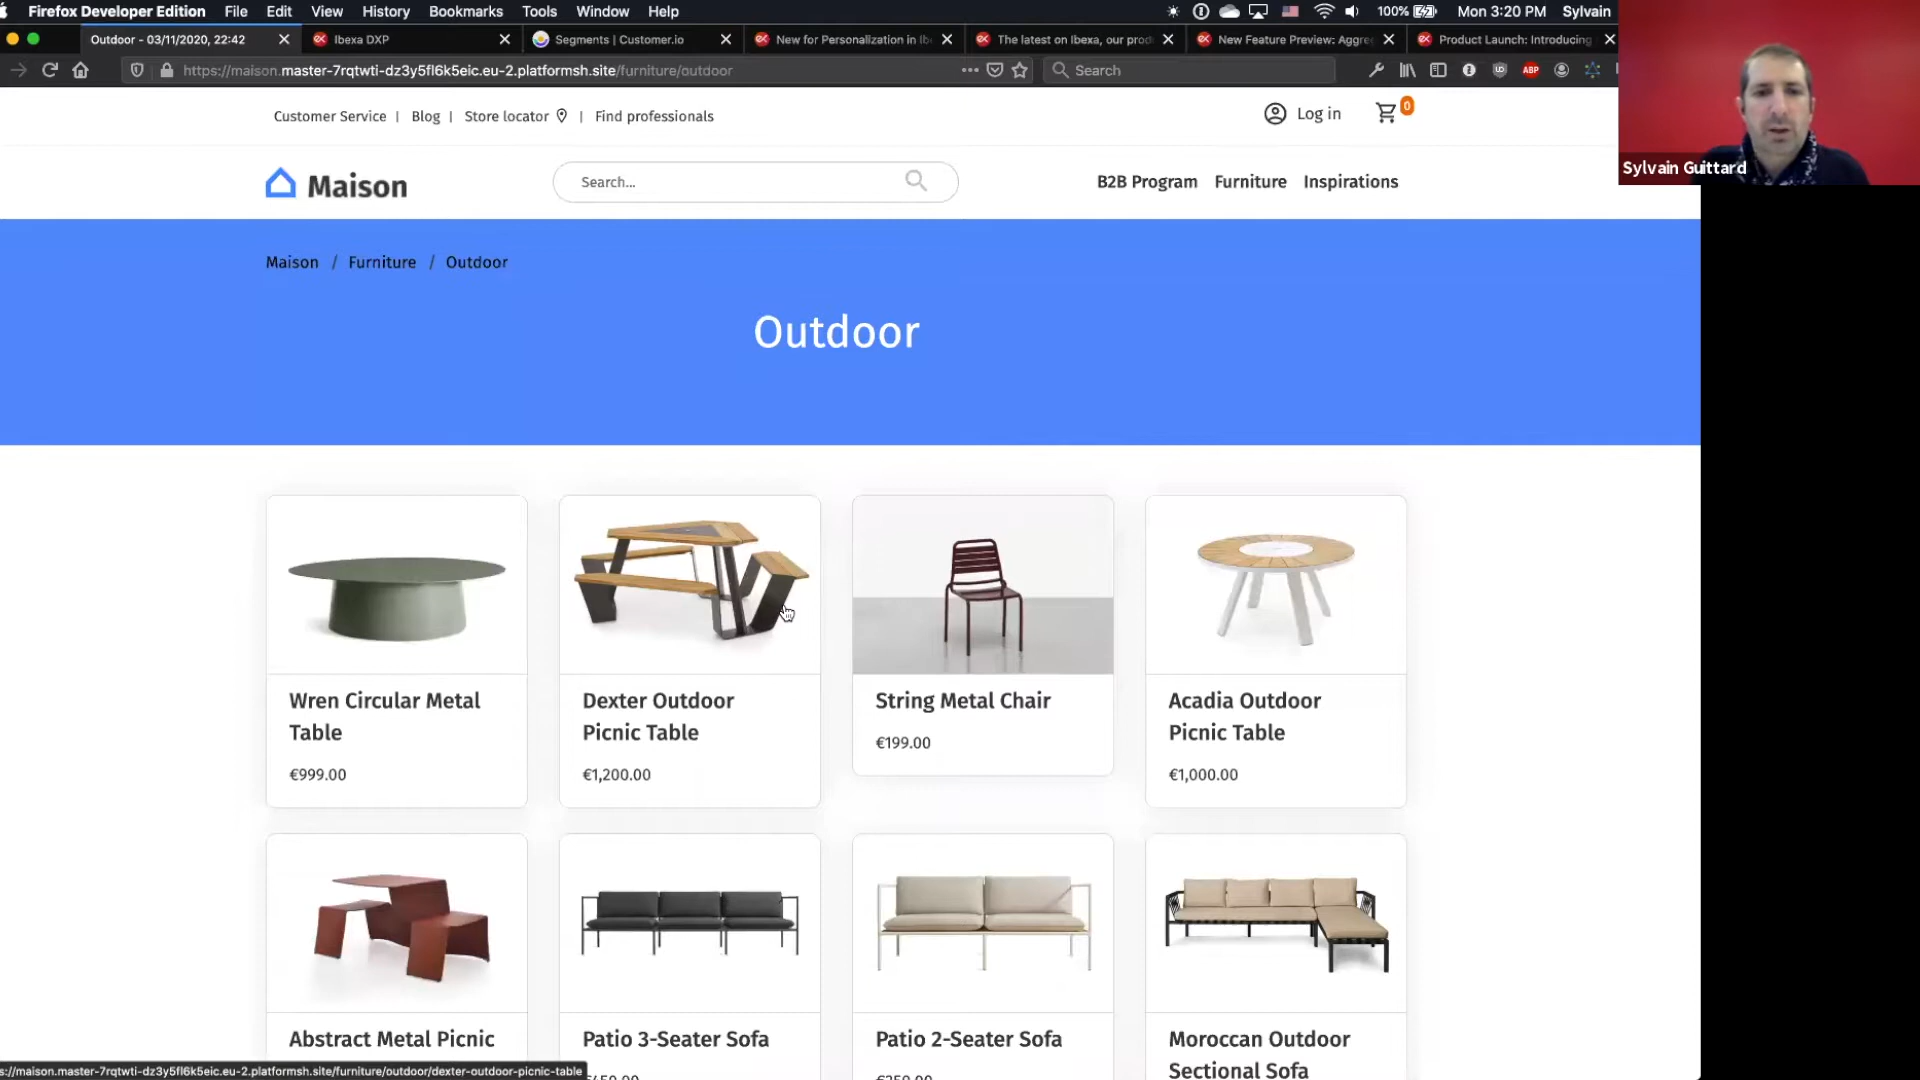 Firefox Developer Edition File Edit View History Bookmarks Tools Window Help 100% Mon 3:20 PM Sylvain
Outdoor - 03/11/2020, 22:42 Ibexa DXP Segments | Customer.io New for Personalization in Ib The latest on Ibexa, our prod New Feature Preview: Aggre Product Launch: Introducing
https://maison.master-7rqtwti-dz3y5fl6k5eic.eu-2.platformsh.site/furniture/outdoor Search ABP
Customer Service | Blog | Store locator | Find professionals Log in 0
Sylvain Guittard
Maison Search... B2B Program Furniture Inspirations
Maison / Furniture / Outdoor
Outdoor
Wren Circular Metal
Table
€999.00
Dexter Outdoor
Picnic Table
€1,200.00
String Metal Chair
€199.00
Acadia Outdoor
Picnic Table
€1,000.00
Abstract Metal Picnic
Patio 3-Seater Sofa
Patio 2-Seater Sofa
Moroccan Outdoor
Sectional Sofa
s://maison.master-7rqtwti-dz3y5fl6k5eic.eu-2.platformsh.site/furniture/outdoor/dexter-outdoor-picnic-table